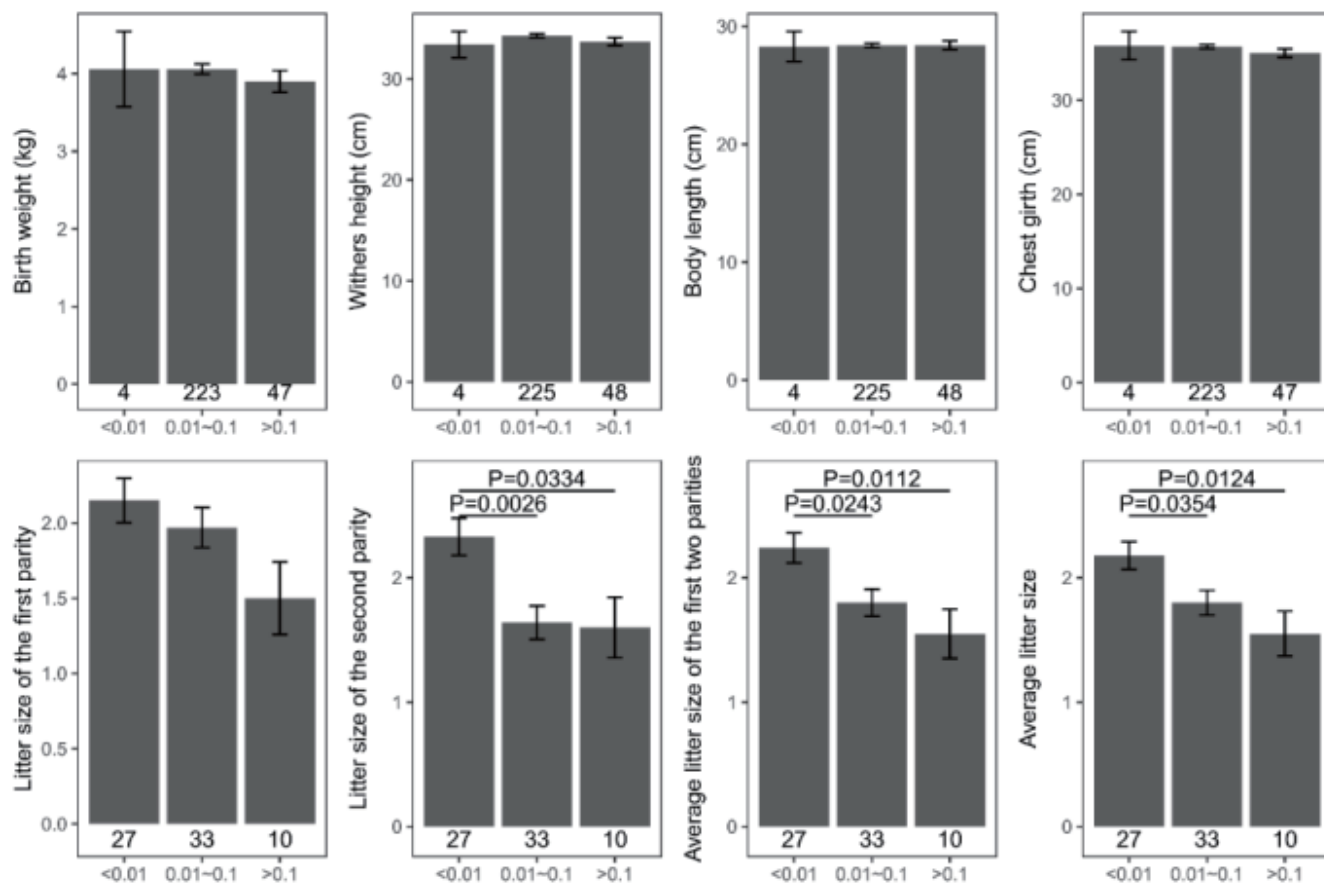 Birth weight (kg)
4
3
2
1
0
4 223 47
<0.01 0.01~0.1 >0.1
Withers height (cm)
30
20
10
0
4 225 48
<0.01 0.01~0.1 >0.1
Body length (cm)
30
20
10
0
4 225 48
<0.01 0.01~0.1 >0.1
Chest girth (cm)
30
20
10
0
4 223 47
<0.01 0.01~0.1 >0.1
Litter size of the first parity
2.0
1.5
1.0
0.5
0.0
27 33 10
<0.01 0.01~0.1 >0.1
Litter size of the second parity
P=0.0334
P=0.0026
2
1
0
27 33 10
<0.01 0.01~0.1 >0.1
Average litter size of the first two parities
P=0.0112
P=0.0243
2
1
0
27 33 10
<0.01 0.01~0.1 >0.1
Average litter size
P=0.0124
P=0.0354
2
1
0
27 33 10
<0.01 0.01~0.1 >0.1